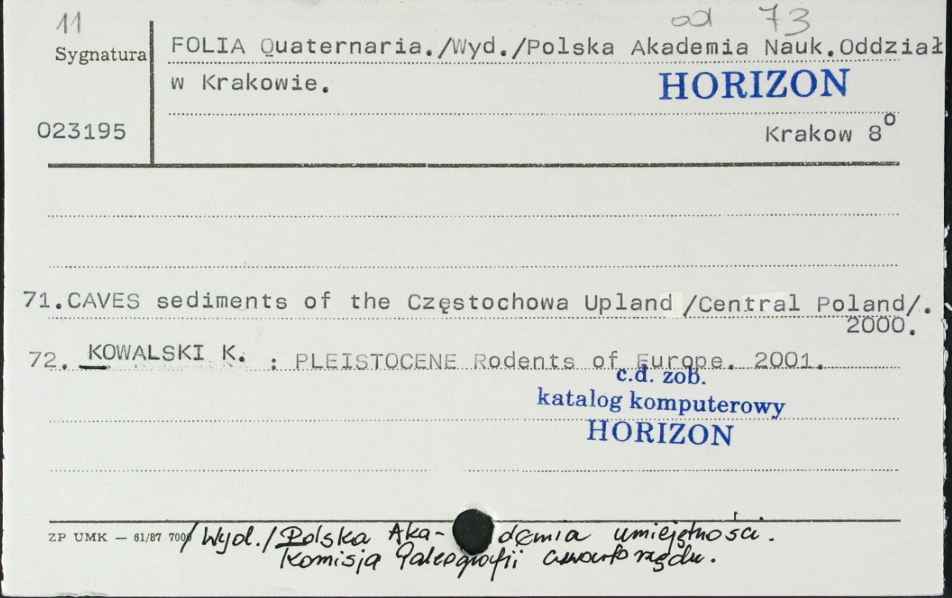 11
od 73
Sygnatura
FOLIA Quaternaria./Wyd./Polska Akademia Nauk.Oddział
w Krakowie.
HORIZON
023195
Krakow 8°
71.CAVES sediments of the Częstochowa Upland /Central Poland/.
2000.
72. KOWALSKI K. : PLEISTOCENE Rodents of Europe. 2001.
c.d. zob.
katalog komputerowy
HORIZON
ZP UMK — 61/87 7000
/Wyd./ Polska Aka- demia umiejętności.
Komisja Paleografii czwartorzędu.